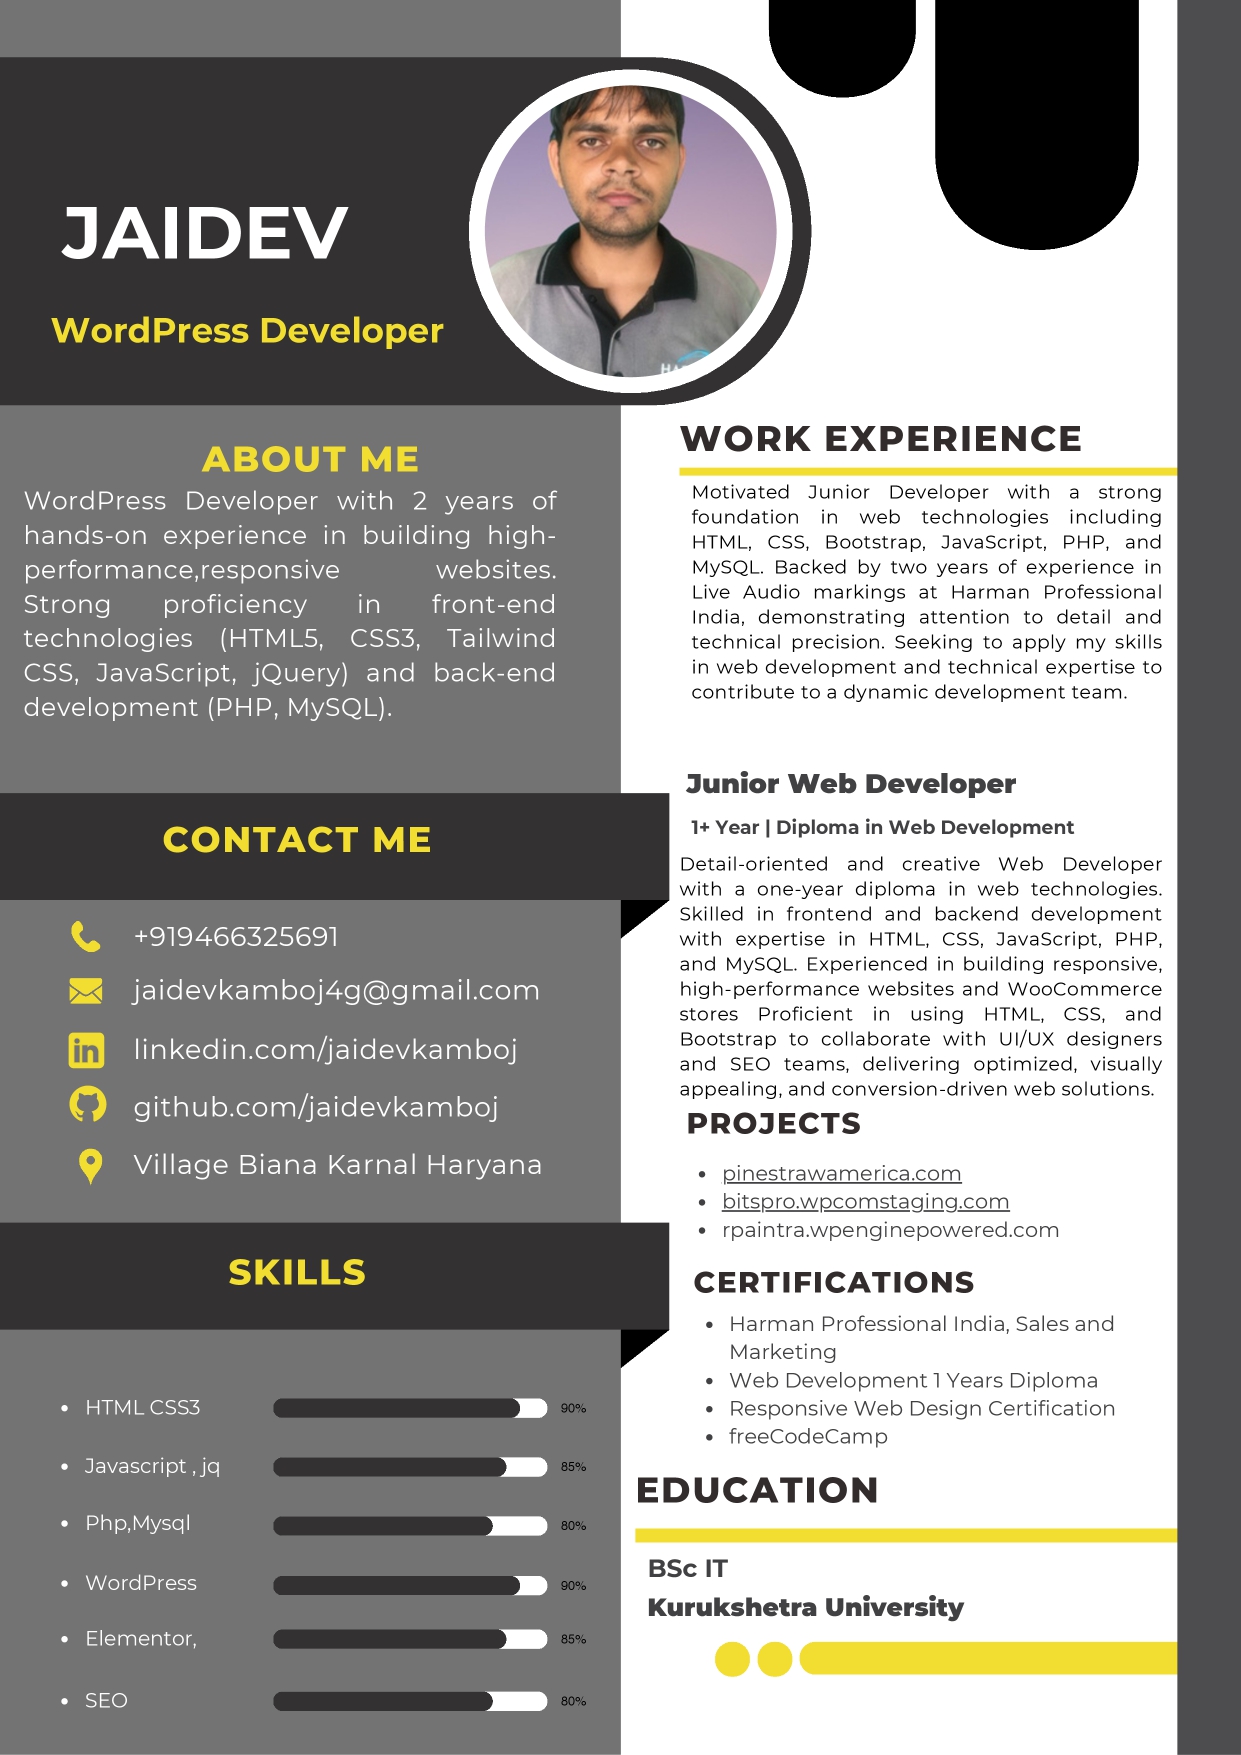 JAIDEV
WordPress Developer
ABOUT ME
WordPress Developer with 2 years of
hands-on experience in building high-
performance,responsive websites.
Strong proficiency in front-end
technologies (HTML5, CSS3, Tailwind
CSS, JavaScript, jQuery) and back-end
development (PHP, MySQL).
CONTACT ME
+919466325691
jaidevkamboj4g@gmail.com
linkedin.com/jaidevkamboj
github.com/jaidevkamboj
Village Biana Karnal Haryana
SKILLS
• HTML CSS3 90%
• Javascript , jq 85%
• Php,Mysql 80%
• WordPress 90%
• Elementor, 85%
• SEO 80%
WORK EXPERIENCE
Motivated Junior Developer with a strong
foundation in web technologies including
HTML, CSS, Bootstrap, JavaScript, PHP, and
MySQL. Backed by two years of experience in
Live Audio markings at Harman Professional
India, demonstrating attention to detail and
technical precision. Seeking to apply my skills
in web development and technical expertise to
contribute to a dynamic development team.
Junior Web Developer
1+ Year | Diploma in Web Development
Detail-oriented and creative Web Developer
with a one-year diploma in web technologies.
Skilled in frontend and backend development
with expertise in HTML, CSS, JavaScript, PHP,
and MySQL. Experienced in building responsive,
high-performance websites and WooCommerce
stores Proficient in using HTML, CSS, and
Bootstrap to collaborate with UI/UX designers
and SEO teams, delivering optimized, visually
appealing, and conversion-driven web solutions.
PROJECTS
• pinestrawamerica.com
• bitspro.wpcomstaging.com
• rpaintra.wpenginepowered.com
CERTIFICATIONS
• Harman Professional India, Sales and
Marketing
• Web Development 1 Years Diploma
• Responsive Web Design Certification
• freeCodeCamp
EDUCATION
BSc IT
Kurukshetra University